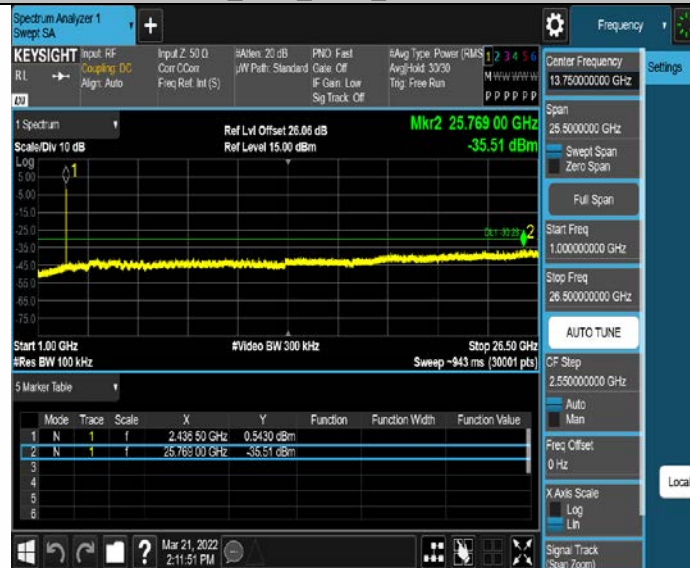 Spectrum Analyzer 1
Swept SA
+
Frequency
KEYSIGHT
RL
Input: RF
Coupling: DC
Align: Auto
Input Z: 50 Ω
Corr CCorr
Freq Ref: Int (S)
#Atten: 20 dB
µW Path: Standard
PNO: Fast
Gate: Off
IF Gain: Low
Sig Track: Off
#Avg Type: Power (RMS
Avg|Hold: 30/30
Trig: Free Run
1 2 3 4 5 6
M W W W W W
P P P P P P
Center Frequency
13.750000000 GHz
Settings
Span
25.5000000 GHz
Swept Span
Zero Span
Full Span
Start Freq
1.000000000 GHz
Stop Freq
26.500000000 GHz
AUTO TUNE
CF Step
2.550000000 GHz
Auto
Man
Freq Offset
0 Hz
X Axis Scale
Log
Lin
Local
Signal Track
(Span Zoom)
1 Spectrum
Scale/Div 10 dB
Ref Lvl Offset 26.06 dB
Ref Level 15.00 dBm
Mkr2 25.769 00 GHz
-35.51 dBm
Log
5.00
-5.00
-15.0
-25.0
-35.0
-45.0
-55.0
-65.0
-75.0
1
2
Start 1.00 GHz
#Res BW 100 kHz
#Video BW 300 kHz
Stop 26.50 GHz
Sweep ~943 ms (30001 pts)
5 Marker Table
Mode Trace Scale X Y Function Function Width Function Value
1 N 1 f 2.436 50 GHz 0.5430 dBm
2 N 1 f 25.769 00 GHz -35.51 dBm
3
4
5
6
?
Mar 21, 2022
2:11:51 PM